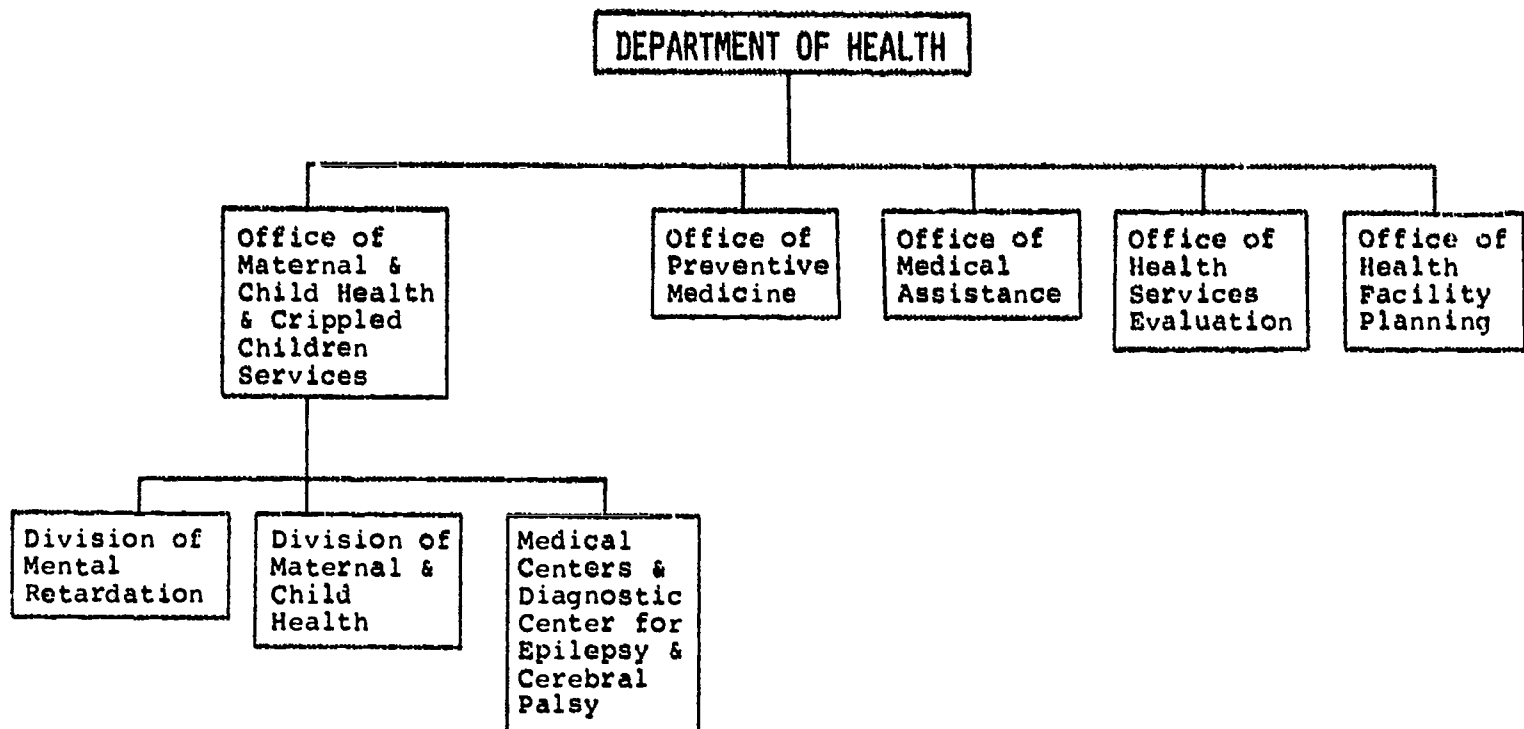 DEPARTMENT OF HEALTH
Office of
Maternal &
Child Health
& Crippled
Children
Services
Office of
Preventive
Medicine
Office of
Medical
Assistance
Office of
Health
Services
Evaluation
Office of
Health
Facility
Planning
Division of
Mental
Retardation
Division of
Maternal &
Child
Health
Medical
Centers &
Diagnostic
Center for
Epilepsy &
Cerebral
Palsy